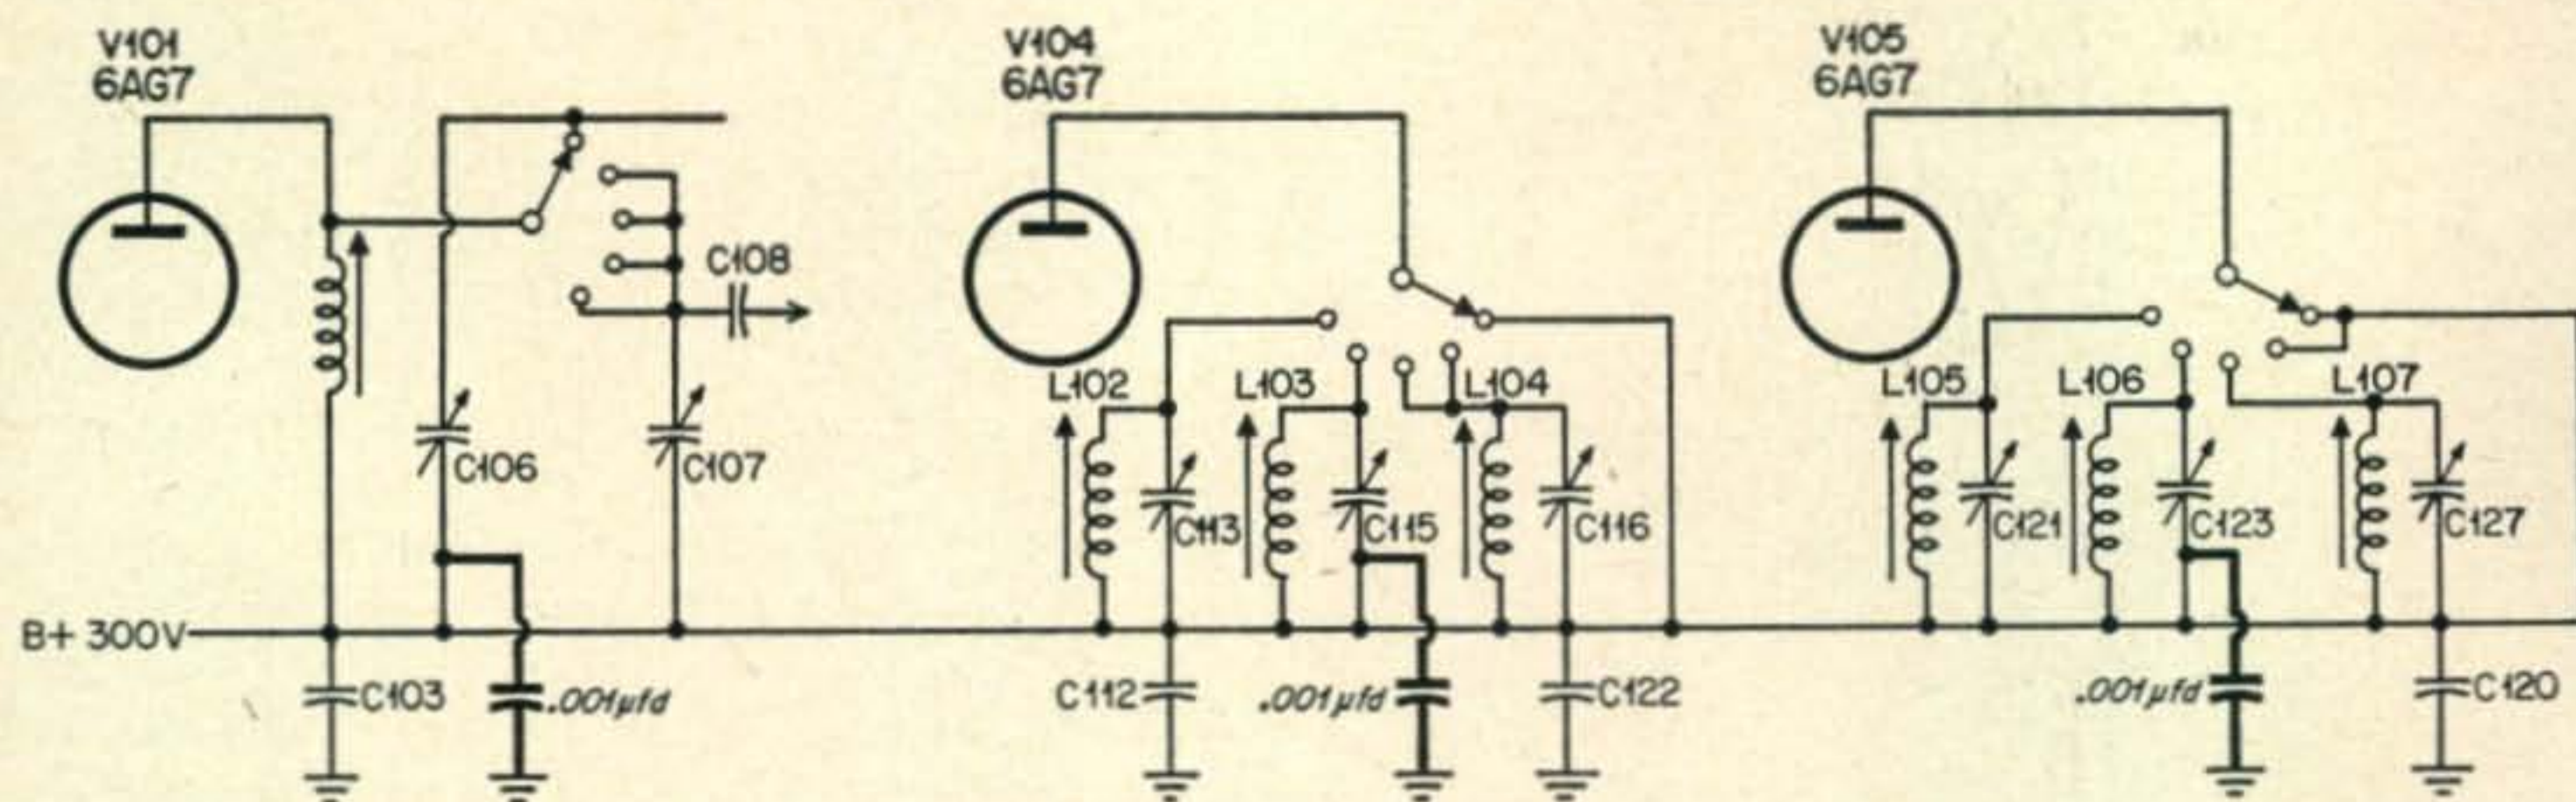 V101
6AG7
V104
6AG7
V105
6AG7
C108
L102
L103
L104
L105
L106
L107
C106
C107
C113
C115
C116
C121
C123
C127
B+ 300V
C103
.001µfd
C112
.001µfd
C122
.001µfd
C120